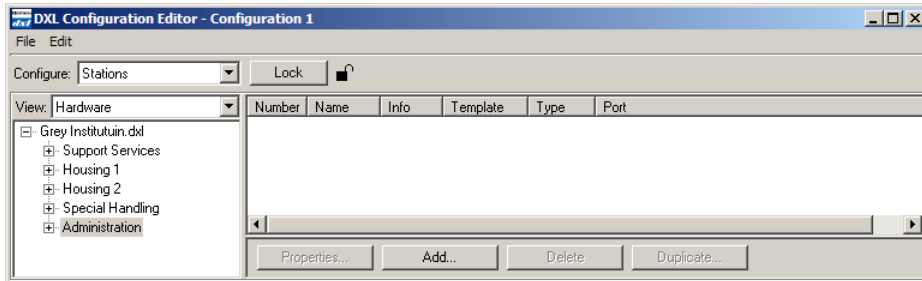 DXL Configuration Editor - Configuration 1
File Edit
Configure: Stations Lock
View: Hardware
Number Name Info Template Type Port
Grey Institutuin.dxl
Support Services
Housing 1
Housing 2
Special Handling
Administration
Properties... Add... Delete Duplicate...